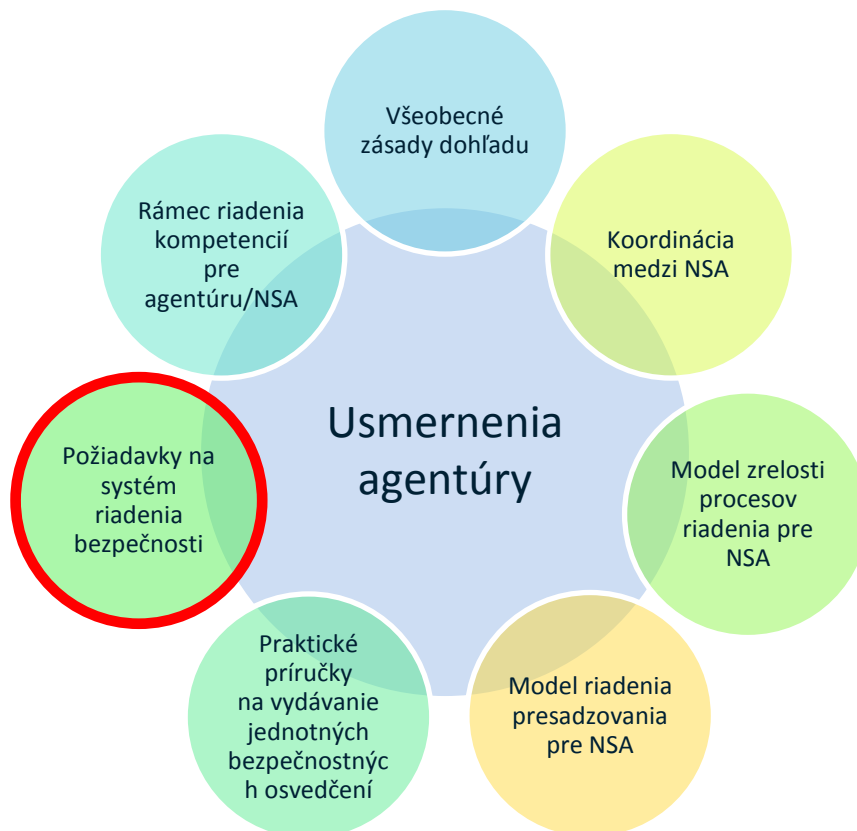 Všeobecné
zásady dohľadu
Koordinácia
medzi NSA
Model zrelosti
procesov
riadenia pre
NSA
Model riadenia
presadzovania
pre NSA
Praktické
príručky
na vydávanie
jednotných
bezpečnostnýc
h osvedčení
Požiadavky na
systém
riadenia
bezpečnosti
Rámec riadenia
kompetencií
pre
agentúru/NSA
Usmernenia
agentúry